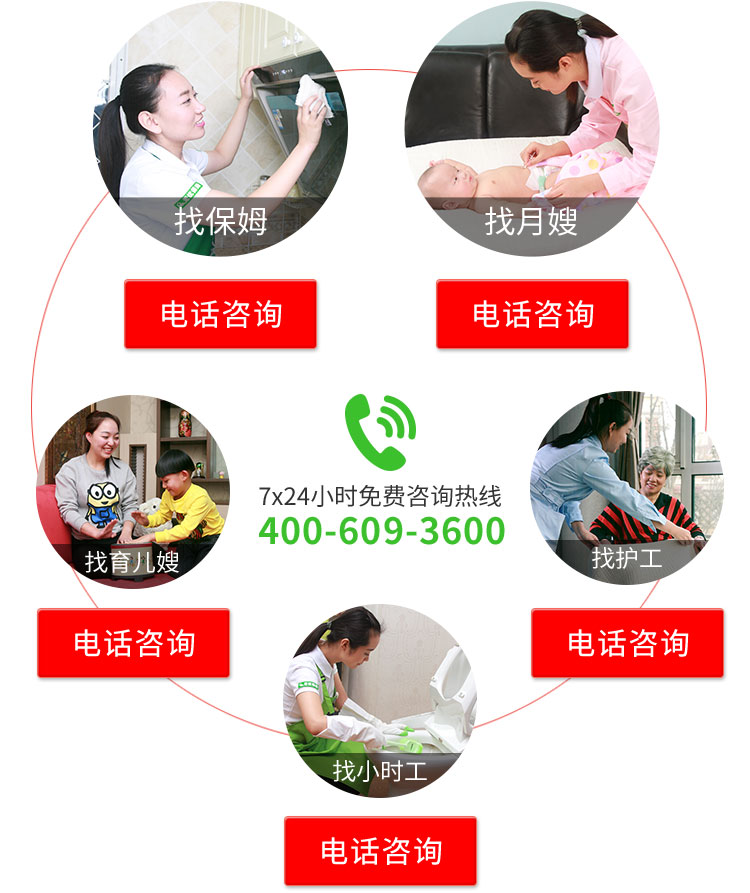 找保姆
找月嫂
电话咨询
电话咨询
7x24小时免费咨询热线
400-609-3600
找育儿嫂
找护工
电话咨询
电话咨询
找小时工
电话咨询